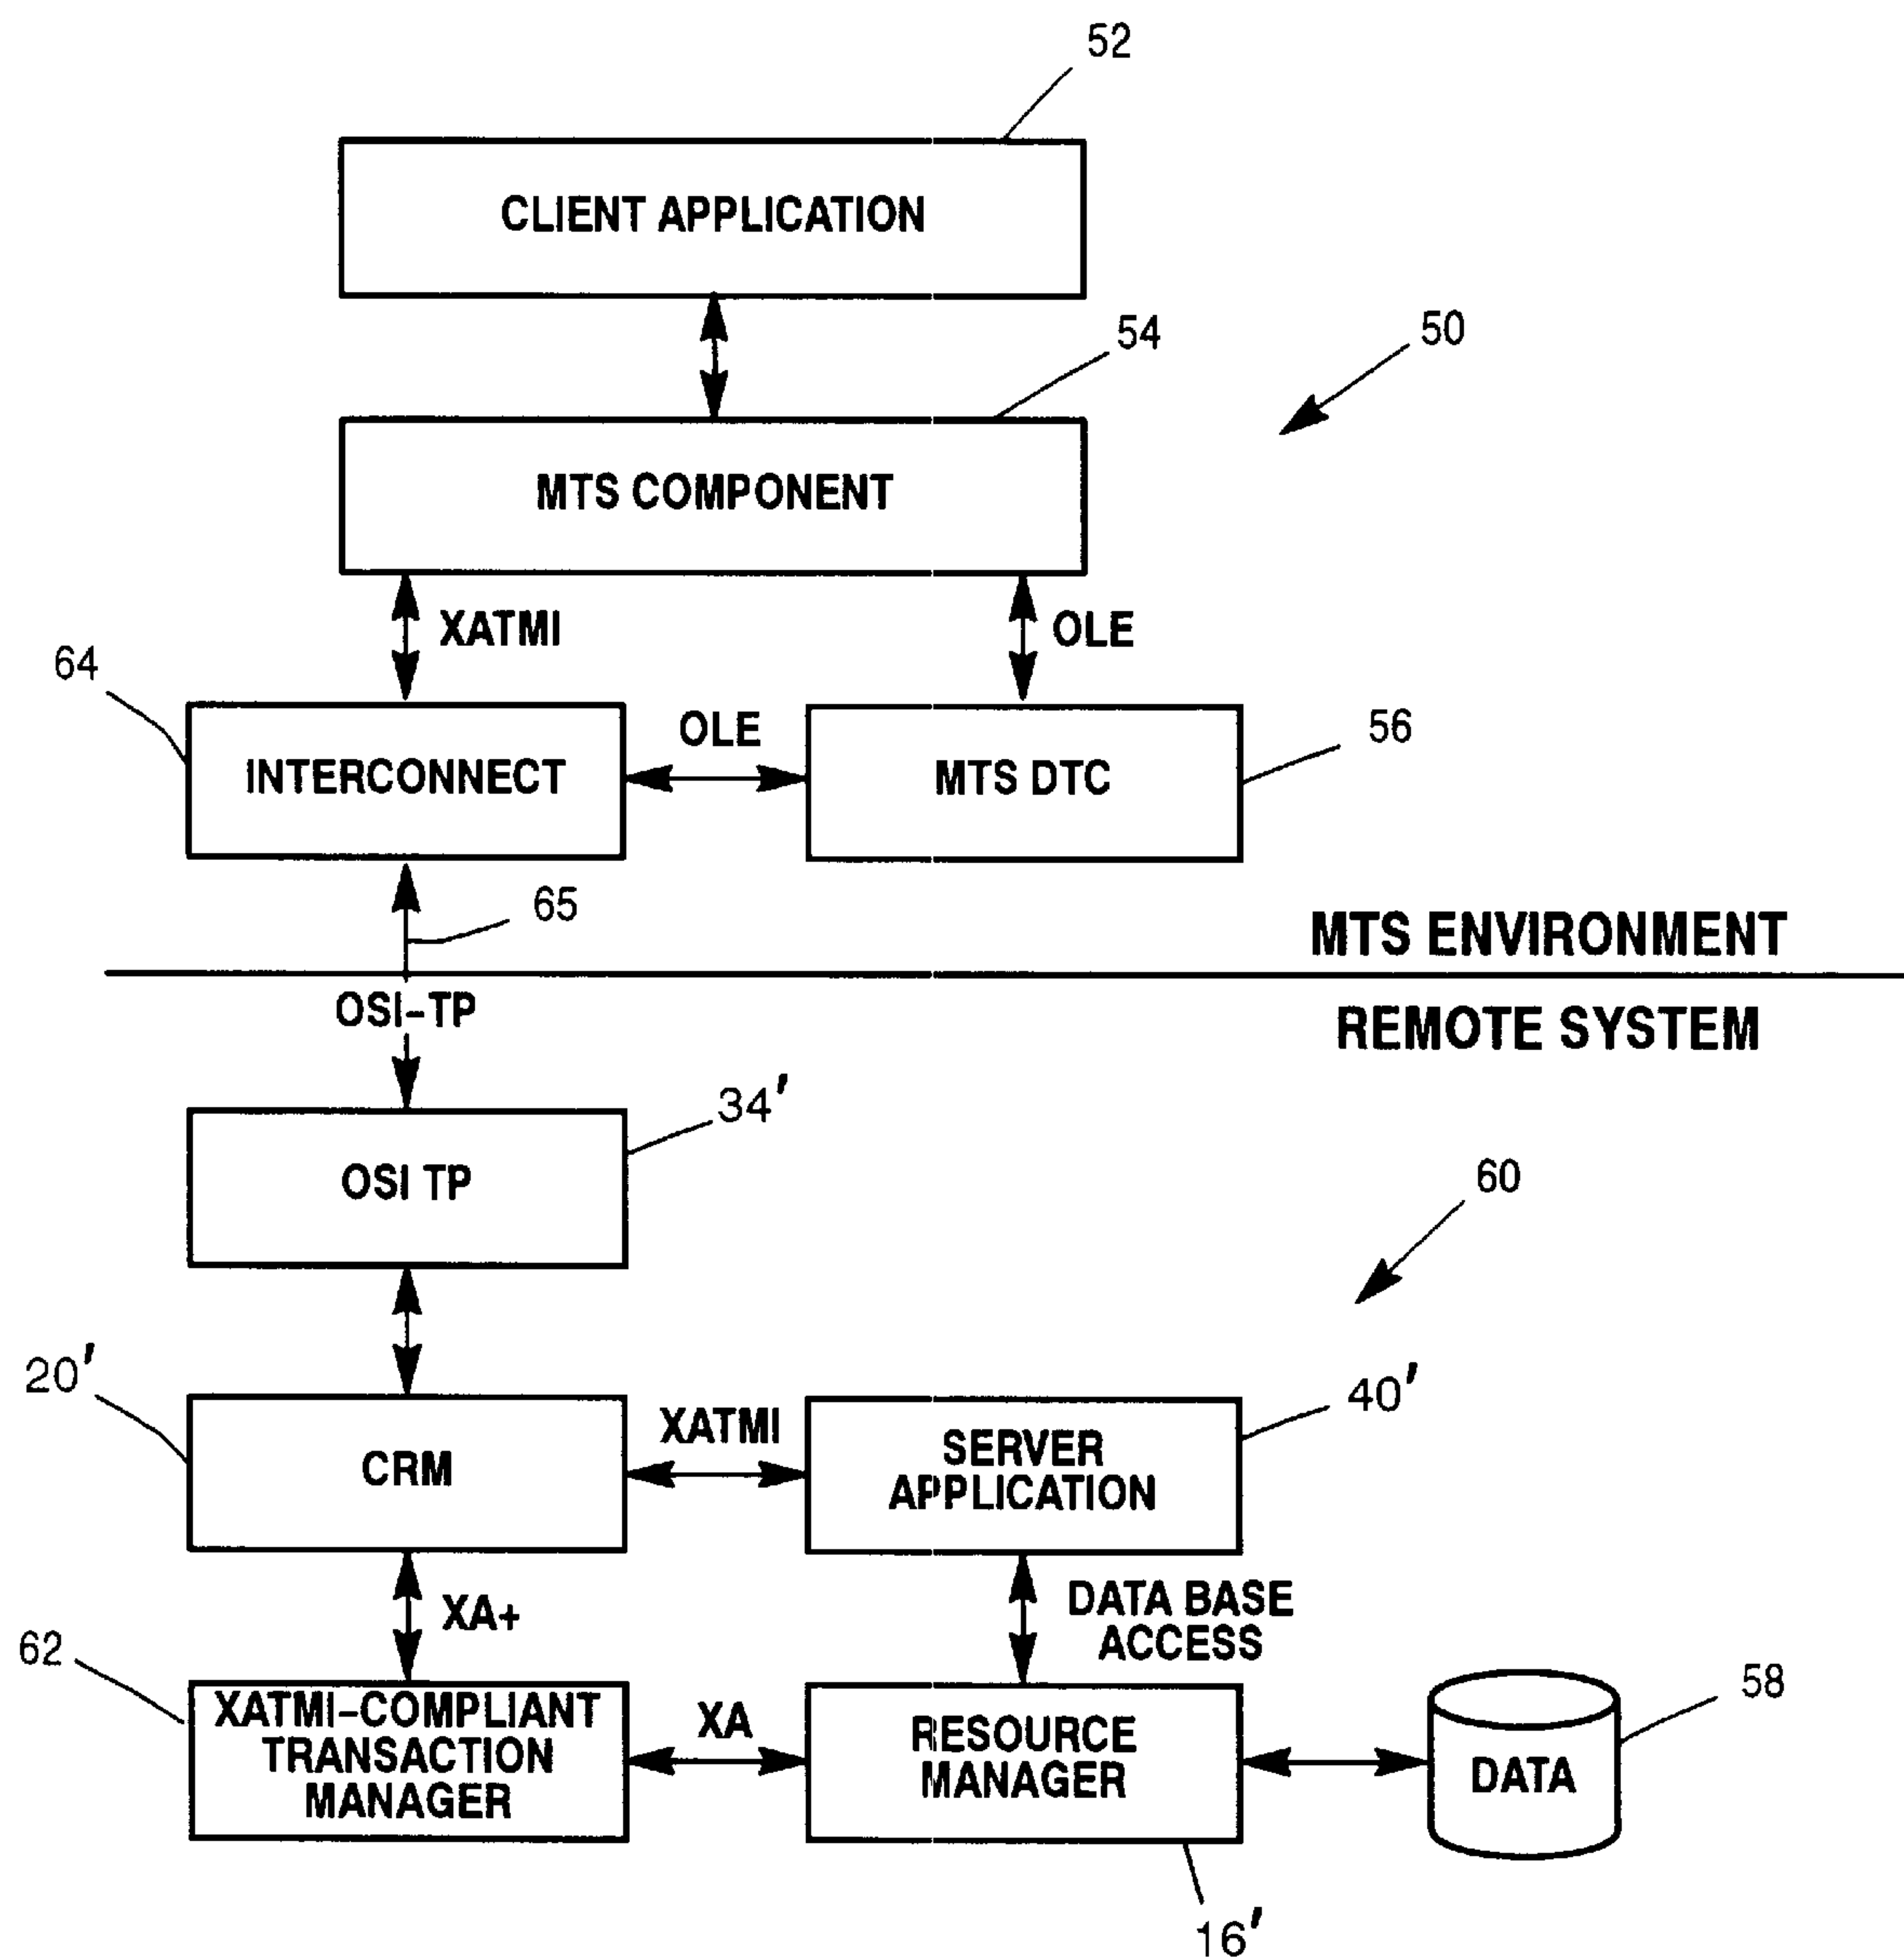 52
CLIENT APPLICATION
54
50
MTS COMPONENT
XATMI
OLE
64
OLE
56
INTERCONNECT
MTS DTC
65
MTS ENVIRONMENT
OSI-TP
REMOTE SYSTEM
34'
OSI TP
60
20'
40'
XATMI
CRM
SERVER
APPLICATION
XA+
DATA BASE
ACCESS
62
58
XATMI-COMPLIANT
TRANSACTION
MANAGER
XA
RESOURCE
MANAGER
DATA
16'